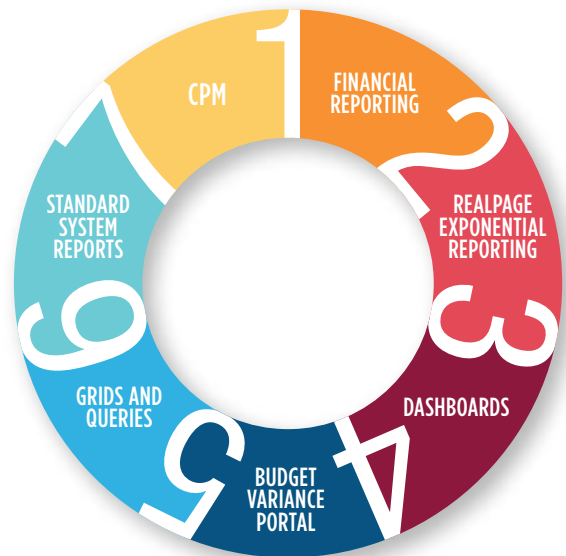 1
FINANCIAL
REPORTING
2
REALPAGE
EXPONENTIAL
REPORTING
3
DASHBOARDS
4
BUDGET
VARIANCE
PORTAL
5
GRIDS AND
QUERIES
6
STANDARD
SYSTEM
REPORTS
7
CPM